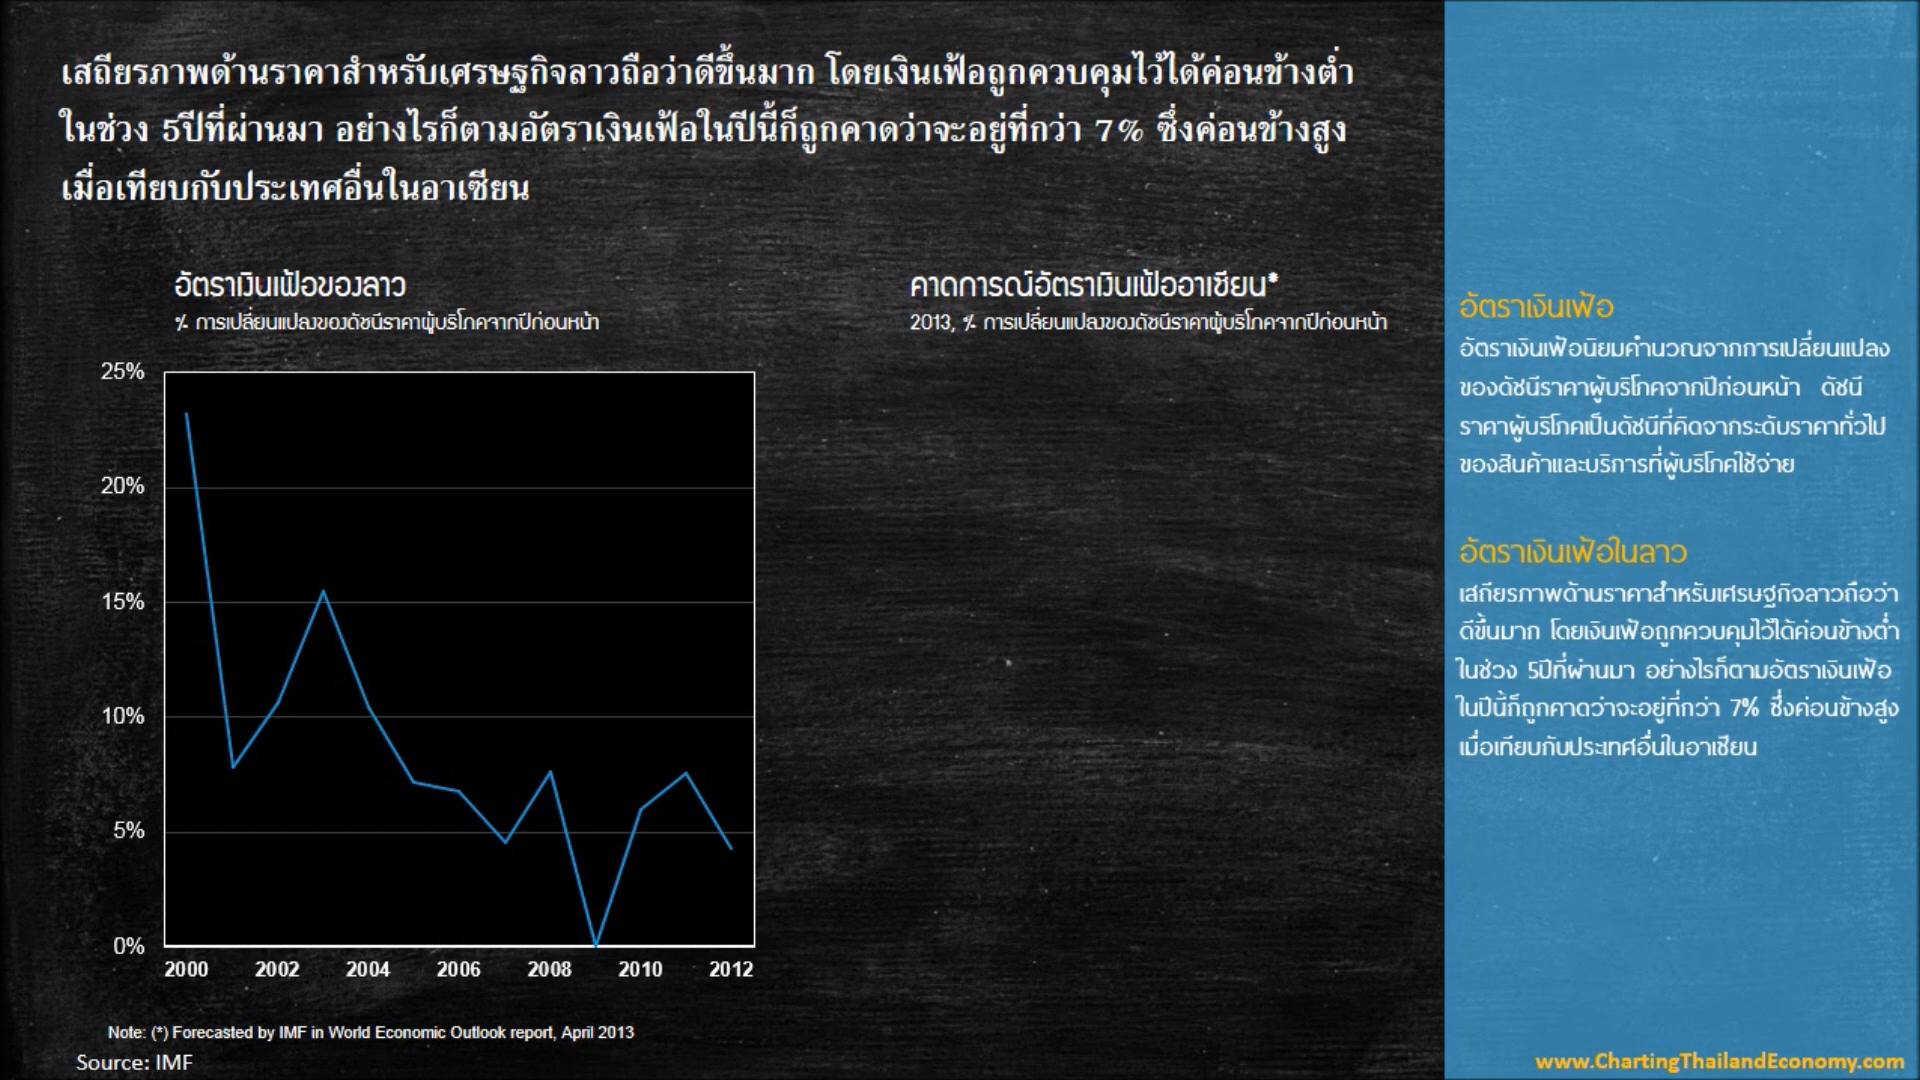 เสถียรภาพด้านราคาสำหรับเศรษฐกิจลาวถือว่าดีขึ้นมาก โดยเงินเฟ้อถูกควบคุมไว้ได้ค่อนข้างต่ำ
ในช่วง 5ปีที่ผ่านมา อย่างไรก็ตามอัตราเงินเฟ้อในปีนี้ก็ถูกคาดว่าจะอยู่ที่กว่า 7% ซึ่งค่อนข้างสูง
เมื่อเทียบกับประเทศอื่นในอาเซียน
อัตราเงินเฟ้อของลาว
% การเปลี่ยนแปลงของดัชนีราคาผู้บริโภคจากปีก่อนหน้า
25%
20%
15%
10%
5%
0%
2000 2002 2004 2006 2008 2010 2012
คาดการณ์อัตราเงินเฟ้ออาเซียน*
2013, % การเปลี่ยนแปลงของดัชนีราคาผู้บริโภคจากปีก่อนหน้า
Note: (*) Forecasted by IMF in World Economic Outlook report, April 2013
Source: IMF
อัตราเงินเฟ้อ
อัตราเงินเฟ้อนิยมคำนวณจากการเปลี่ยนแปลง
ของดัชนีราคาผู้บริโภคจากปีก่อนหน้า ดัชนี
ราคาผู้บริโภคเป็นดัชนีที่คิดจากระดับราคาทั่วไป
ของสินค้าและบริการที่ผู้บริโภคใช้จ่าย
อัตราเงินเฟ้อในลาว
เสถียรภาพด้านราคาสำหรับเศรษฐกิจลาวถือว่า
ดีขึ้นมาก โดยเงินเฟ้อถูกควบคุมไว้ได้ค่อนข้างต่ำ
ในช่วง 5ปีที่ผ่านมา อย่างไรก็ตามอัตราเงินเฟ้อ
ในปีนี้ก็ถูกคาดว่าจะอยู่ที่กว่า 7% ซึ่งค่อนข้างสูง
เมื่อเทียบกับประเทศอื่นในอาเซียน
www.ChartingThailandEconomy.com